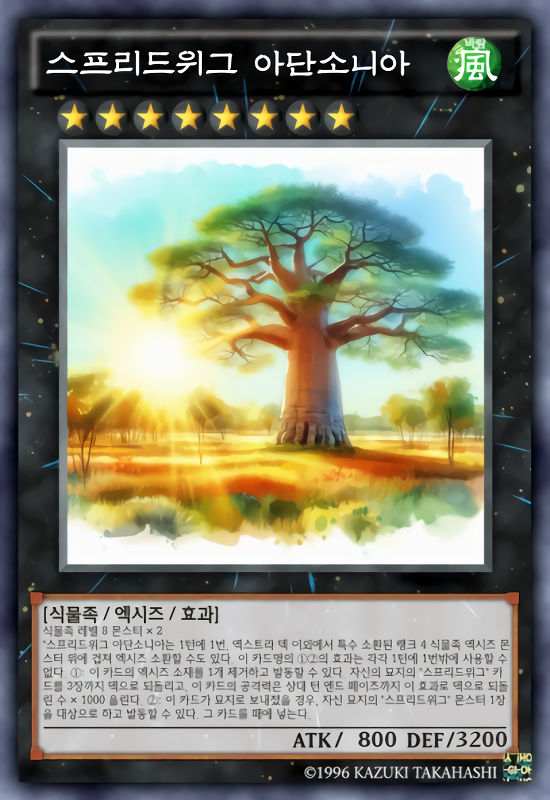 스프리드위그 아단소니아
바람
風
[식물족 / 엑시즈 / 효과]
식물족 레벨 8 몬스터 × 2
"스프리드위그 아단소니아는 1턴에 1번, 엑스트라 덱 이외에서 특수 소환된 랭크 4 식물족 엑시즈 몬
스터 위에 겹쳐 엑시즈 소환할 수도 있다. 이 카드명의 ①②의 효과는 각각 1턴에 1번밖에 사용할 수
없다. ①: 이 카드의 엑시즈 소재를 1개 제거하고 발동할 수 있다. 자신의 묘지의 "스프리드위그" 카
드를 3장까지 덱으로 되돌리고, 이 카드의 공격력은 상대 턴 엔드 페이즈까지 이 효과로 덱으로 되돌
린 수 × 1000 올린다. ②: 이 카드가 묘지로 보내졌을 경우, 자신 묘지의 "스프리드위그" 몬스터 1장
을 대상으로 하고 발동할 수 있다. 그 카드를 패에 넣는다.
ATK/ 800 DEF/3200
©1996 KAZUKI TAKAHASHI